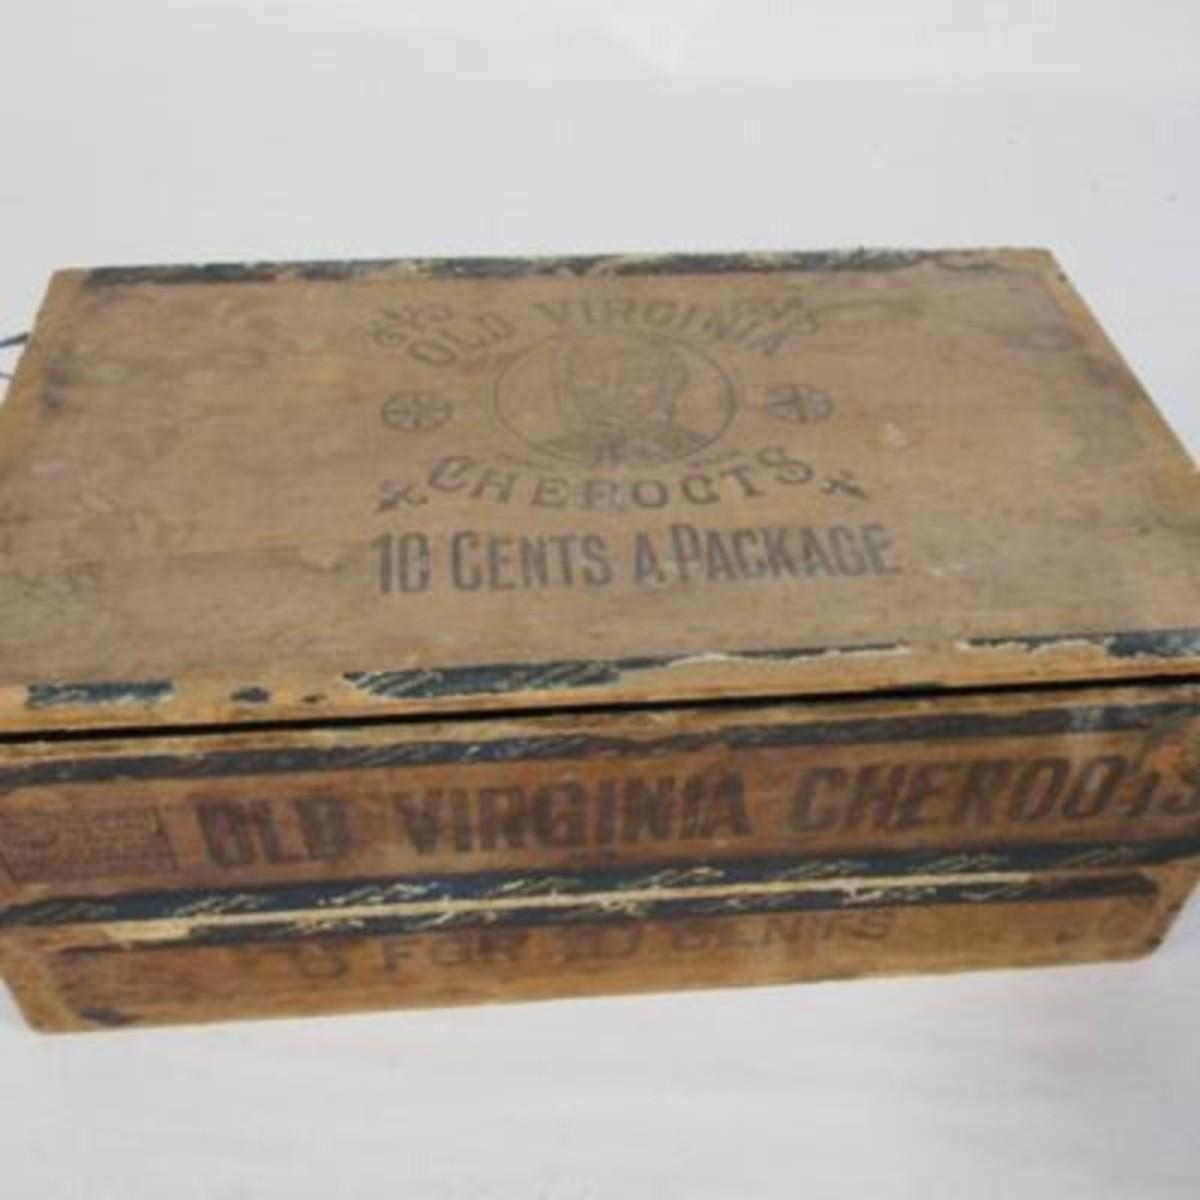 OLD VIRGINIA
CHEROOTS
10 CENTS A PACKAGE
OLD VIRGINIA CHEROOTS
FOR 10 CENTS